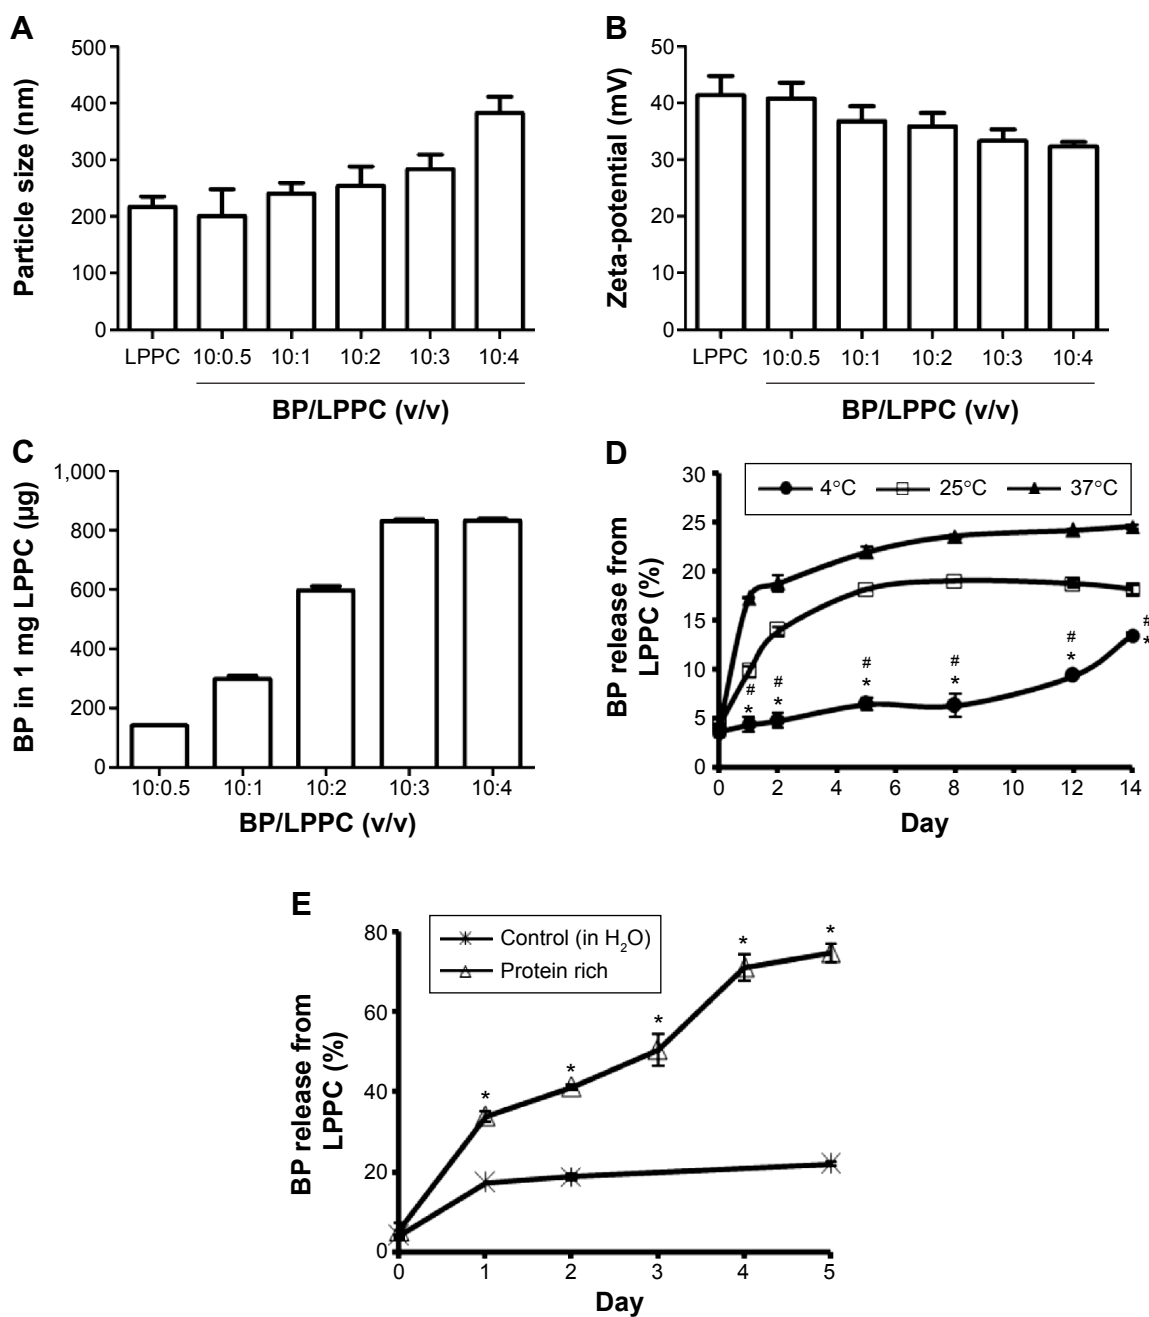 A
Particle size (nm)
500
400
300
200
100
0
LPPC 10:0.5 10:1 10:2 10:3 10:4
BP/LPPC (v/v)
B
Zeta-potential (mV)
50
40
30
20
10
0
LPPC 10:0.5 10:1 10:2 10:3 10:4
BP/LPPC (v/v)
C
BP in 1 mg LPPC (µg)
1,000
800
600
400
200
0
10:0.5 10:1 10:2 10:3 10:4
BP/LPPC (v/v)
D
BP release from
LPPC (%)
30
25
20
15
10
5
0
4°C 25°C 37°C
# # # # # #
* * * * * *
0 2 4 6 8 10 12 14
Day
E
BP release from
LPPC (%)
80
60
40
20
0
Control (in H₂O)
Protein rich
* * * * *
0 1 2 3 4 5
Day